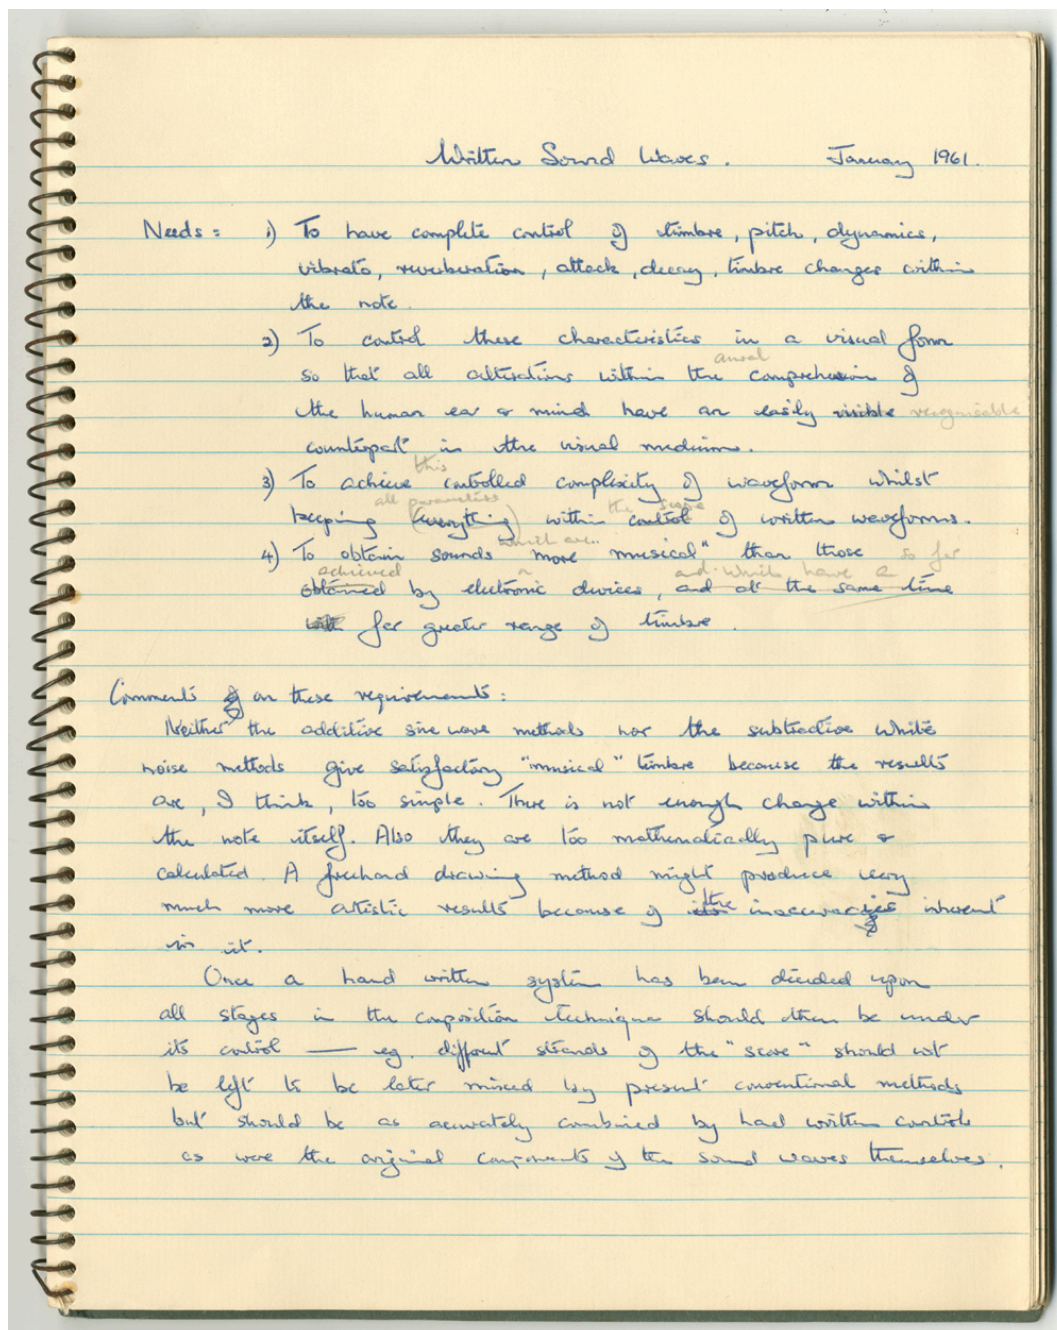 Written Sound Waves. January 1961.
Needs: 1) To have complete control of timbre, pitch, dynamics,
vibrato, reverberation, attack, decay, timbre changes within
the note.
2) To control these characteristics in a visual form
aural
so that all alterations within the comprehension of
the human ear & mind have an easily visible recognisable
counterpart in the visual medium.
this
3) To achieve controlled complexity of waveform whilst
all parameters the scope
keeping (everything) within control of written waveforms.
which are..
4) To obtain sounds "more musical" than those so far
achieved and which have a
obtained by electronic devices, and at the same time
far greater range of timbre.
Comments on these requirements:
Neither the additive sine wave methods nor the subtractive white
noise methods give satisfactory "musical" timbre because the results
are, I think, too simple. There is not enough change within
the note itself. Also they are too mathematically pure &
calculated. A freehand drawing method might produce very
much more artistic results because of the inaccuracies inherent
in it.
Once a hand written system has been decided upon
all stages in the composition technique should then be under
its control — eg. different strands of the "score" should not
be left to be later mixed by present conventional methods
but should be as accurately combined by hand written controls
as were the original components of the sound waves themselves.